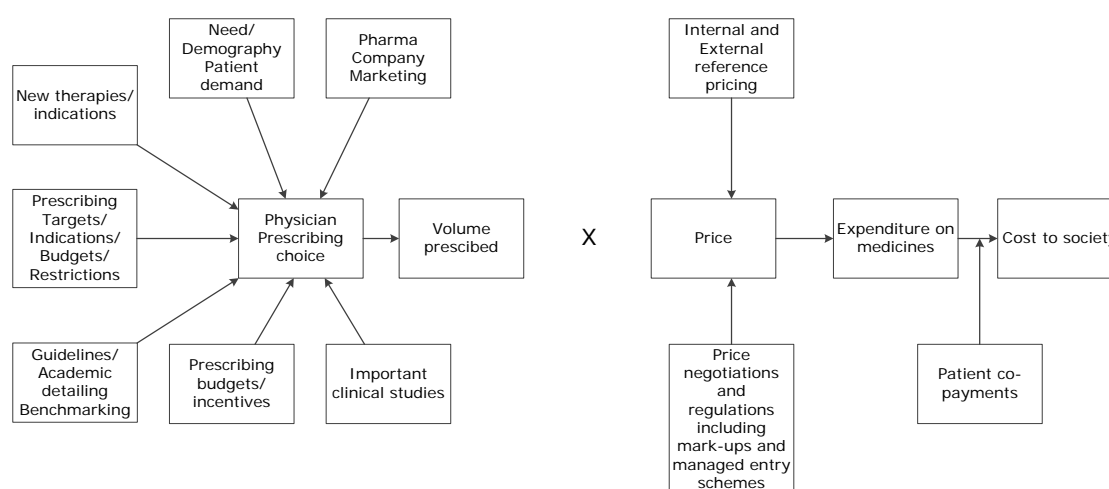 Need/
Demography
Patient
demand
Pharma
Company
Marketing
Internal and
External
reference
pricing
New therapies/
indications
Prescribing
Targets/
Indications/
Budgets/
Restrictions
Physician
Prescribing
choice
Volume
prescibed
X
Price
Expenditure on
medicines
Cost to society
Guidelines/
Academic
detailing
Benchmarking
Prescribing
budgets/
incentives
Important
clinical studies
Price
negotiations
and
regulations
including
mark-ups and
managed entry
schemes
Patient co-
payments